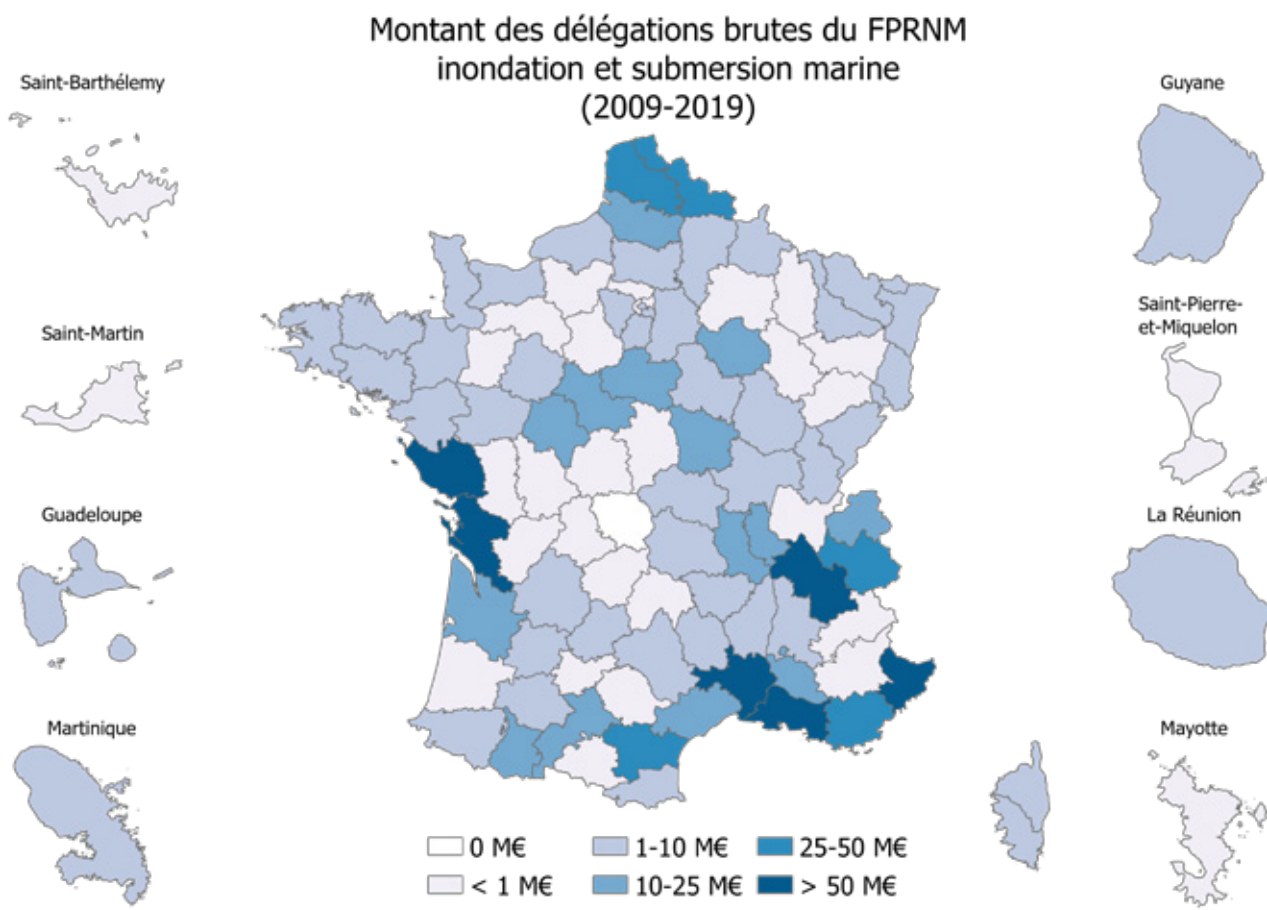 Montant des délégations brutes du FPRNM
inondation et submersion marine
(2009-2019)
Saint-Barthélemy
Saint-Martin
Guadeloupe
Martinique
Guyane
Saint-Pierre-
et-Miquelon
La Réunion
Mayotte
0 M€
< 1 M€
1-10 M€
10-25 M€
25-50 M€
> 50 M€